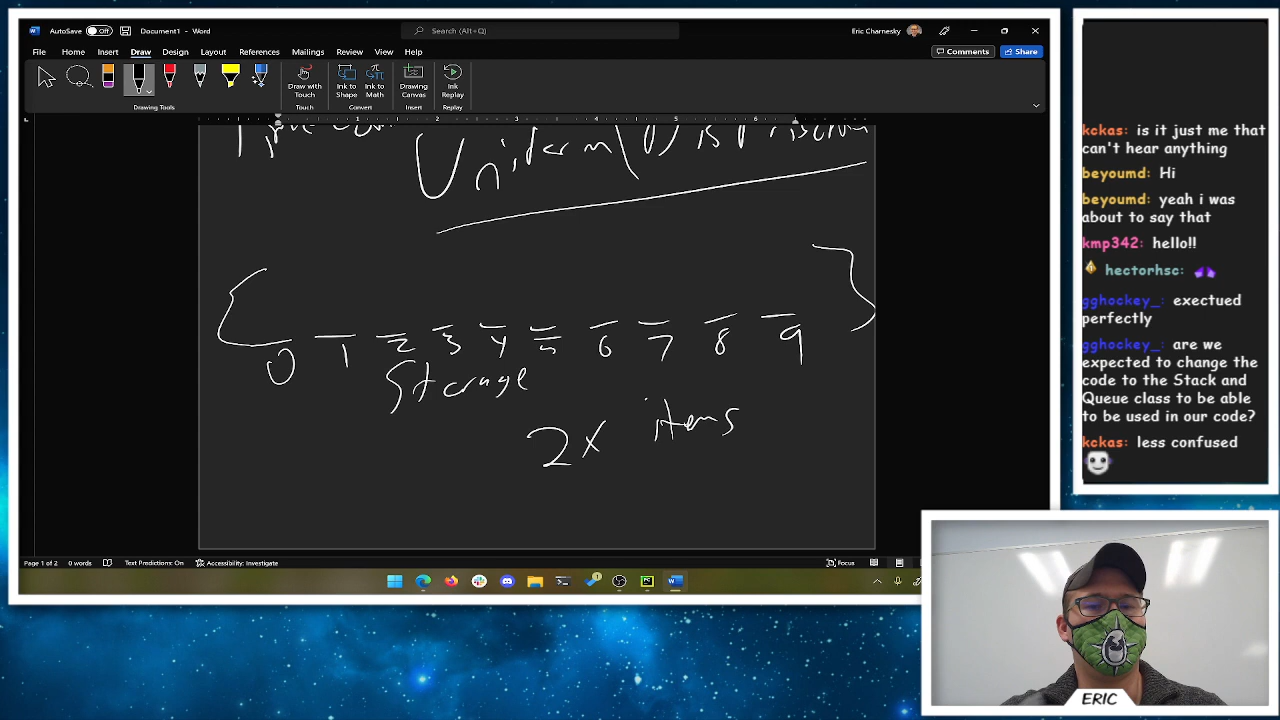 AutoSave Off Document1 - Word Search (Alt+Q) Eric Charnesky
File Home Insert Draw Design Layout References Mailings Review View Help Comments Share
Draw with Touch Ink to Shape Ink to Math Drawing Canvas Ink Replay
Drawing Tools Touch Convert Insert Replay
2 3 4 5 6
Uniform
0 1 2 3 4 5 6 7 8 9
Storage
2x items
Page 1 of 2 0 words Text Predictions: On Accessibility: Investigate Focus
kckas: is it just me that
can't hear anything
beyoumd: Hi
beyoumd: yeah i was
about to say that
kmp342: hello!!
hectorhsc:
gghockey_: exectued
perfectly
gghockey_: are we
expected to change the
code to the Stack and
Queue class to be able
to be used in our code?
kckas: less confused
ERIC